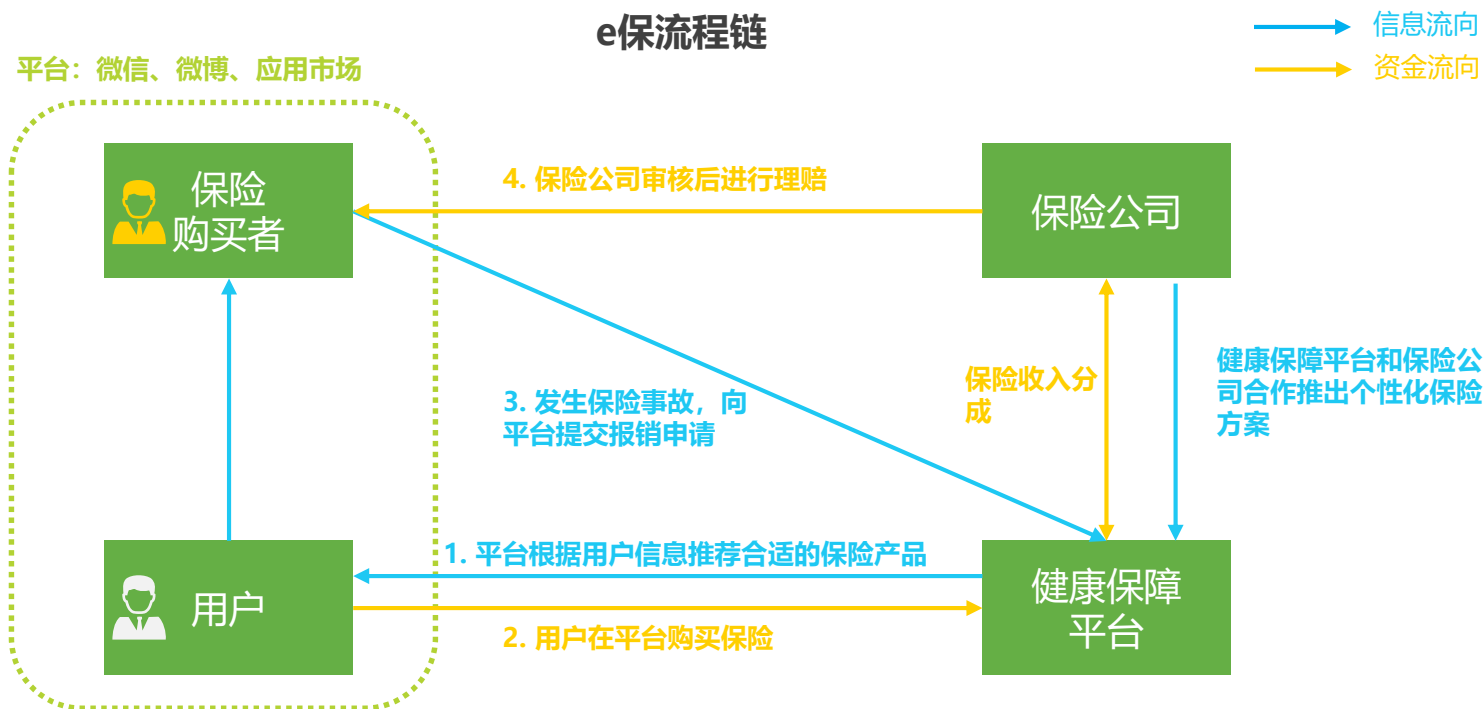 e保流程链
信息流向
资金流向
平台：微信、微博、应用市场
保险
购买者
4. 保险公司审核后进行理赔
保险公司
3. 发生保险事故，向
平台提交报销申请
保险收入分
成
健康保障平台和保险公
司合作推出个性化保险
方案
1. 平台根据用户信息推荐合适的保险产品
用户
2. 用户在平台购买保险
健康保障
平台